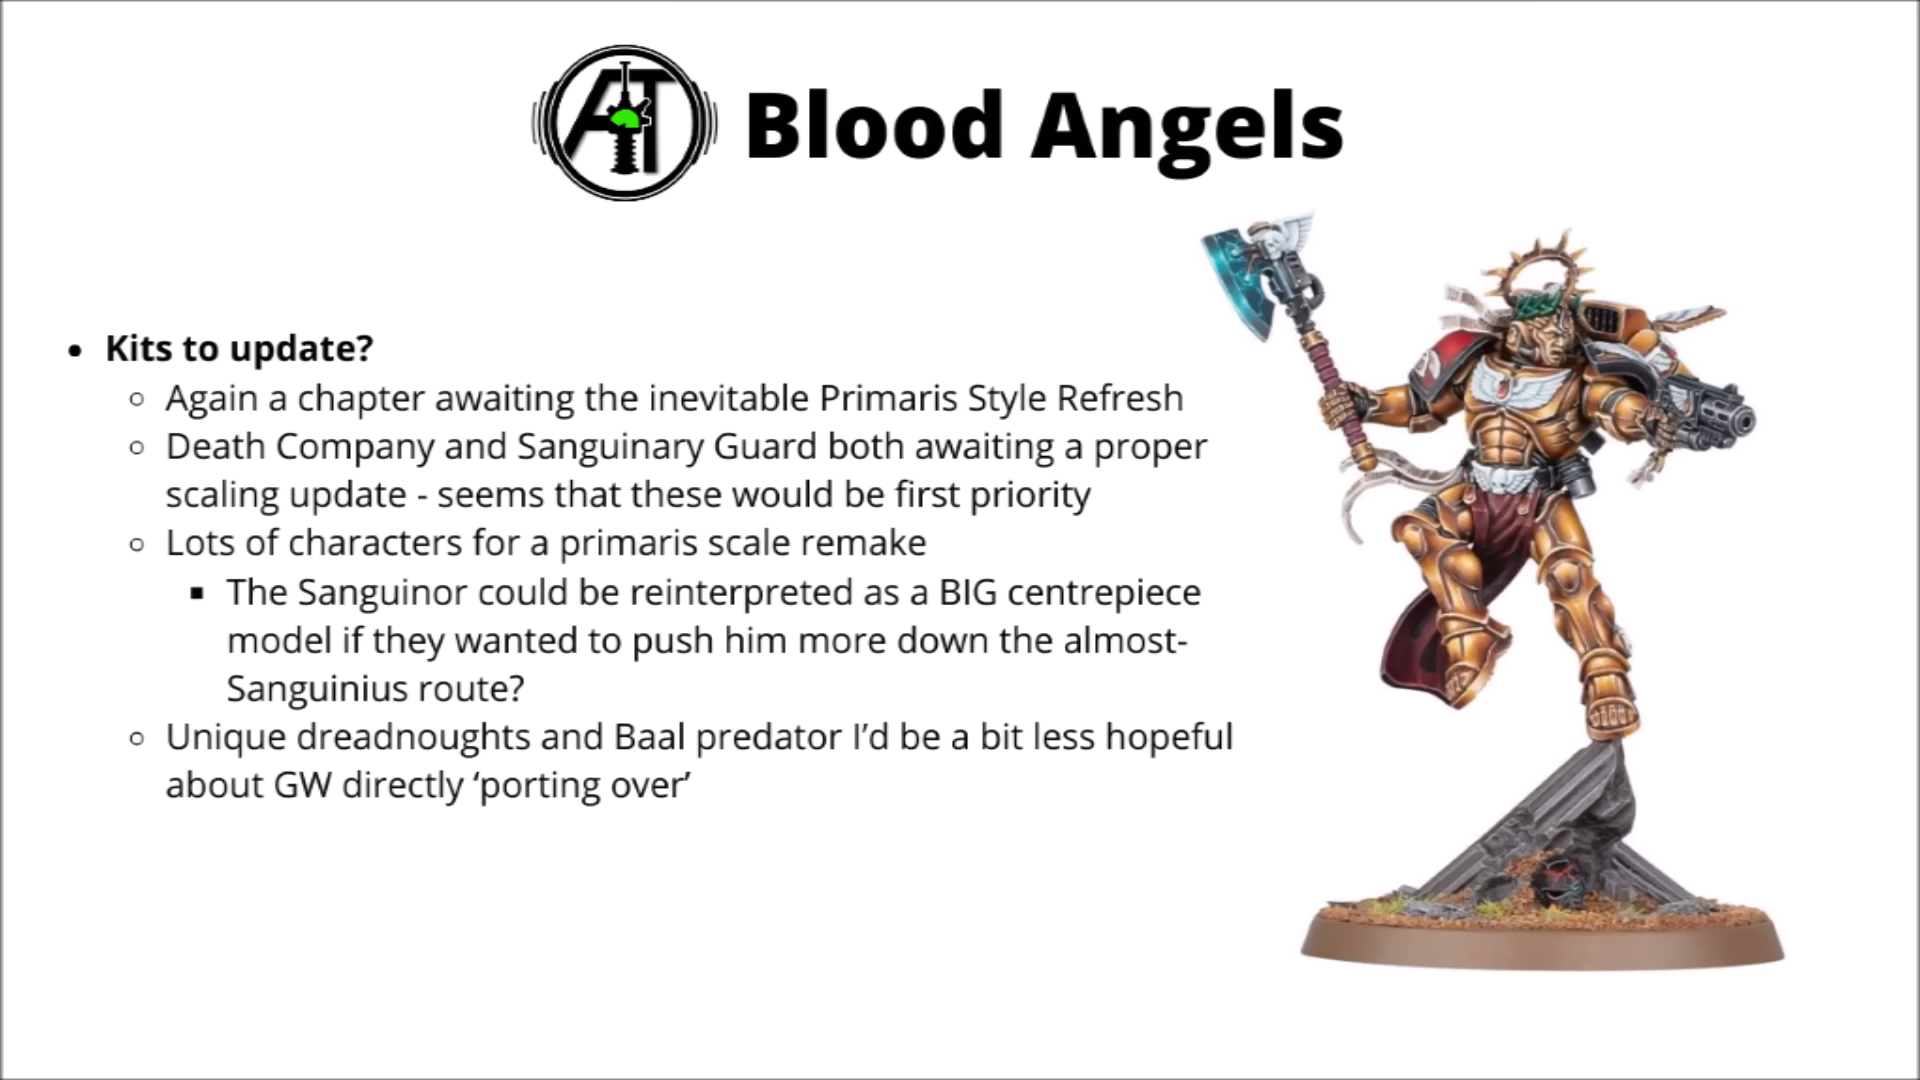 AT Blood Angels
Kits to update?
Again a chapter awaiting the inevitable Primaris Style Refresh
Death Company and Sanguinary Guard both awaiting a proper
scaling update - seems that these would be first priority
Lots of characters for a primaris scale remake
The Sanguinor could be reinterpreted as a BIG centrepiece
model if they wanted to push him more down the almost-
Sanguinius route?
Unique dreadnoughts and Baal predator I’d be a bit less hopeful
about GW directly ‘porting over’